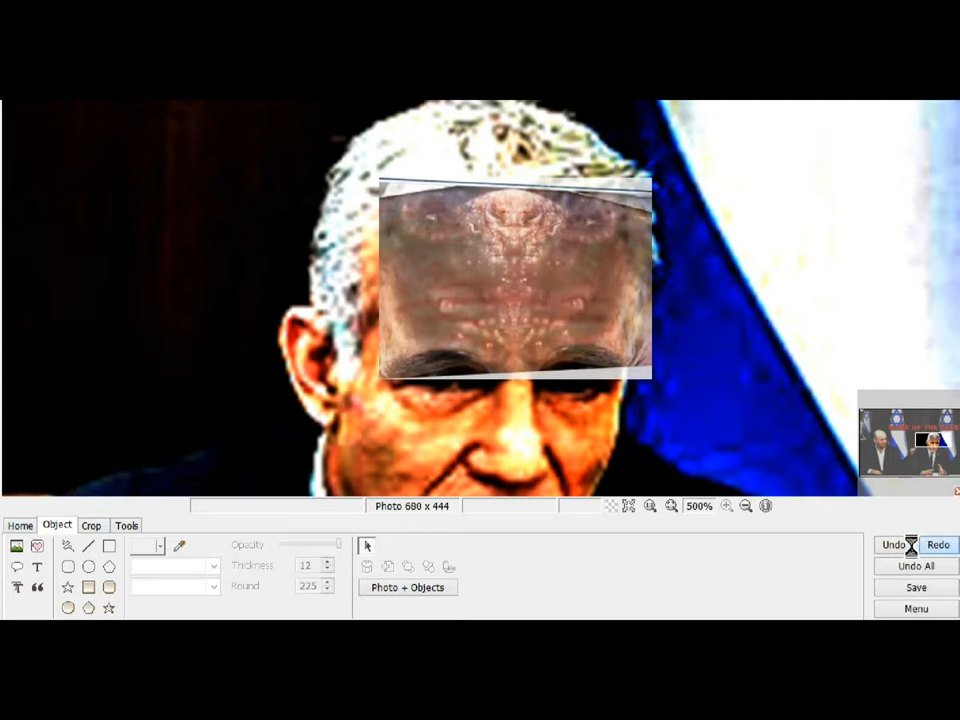 Photo 680 x 444
500%
Home Object Crop Tools
Opacity
Thickness 12
Round 225
Photo + Objects
Undo Redo
Undo All
Save
Menu